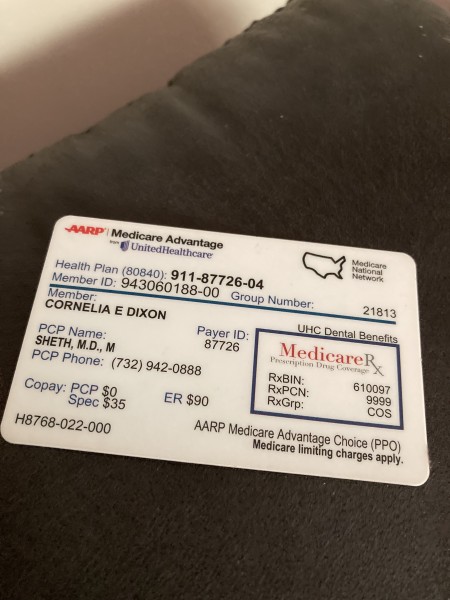 AARP | Medicare Advantage
from UnitedHealthcare
Medicare
National
Network
Health Plan (80840): 911-87726-04
Member ID: 943060188-00 Group Number: 21813
Member:
CORNELIA E DIXON
UHC Dental Benefits
PCP Name: Payer ID:
SHETH, M.D., M 87726
PCP Phone: (732) 942-0888
MedicareRx
Prescription Drug Coverage
RxBIN: 610097
RxPCN: 9999
RxGrp: COS
Copay: PCP $0 ER $90
Spec $35
H8768-022-000
AARP Medicare Advantage Choice (PPO)
Medicare limiting charges apply.